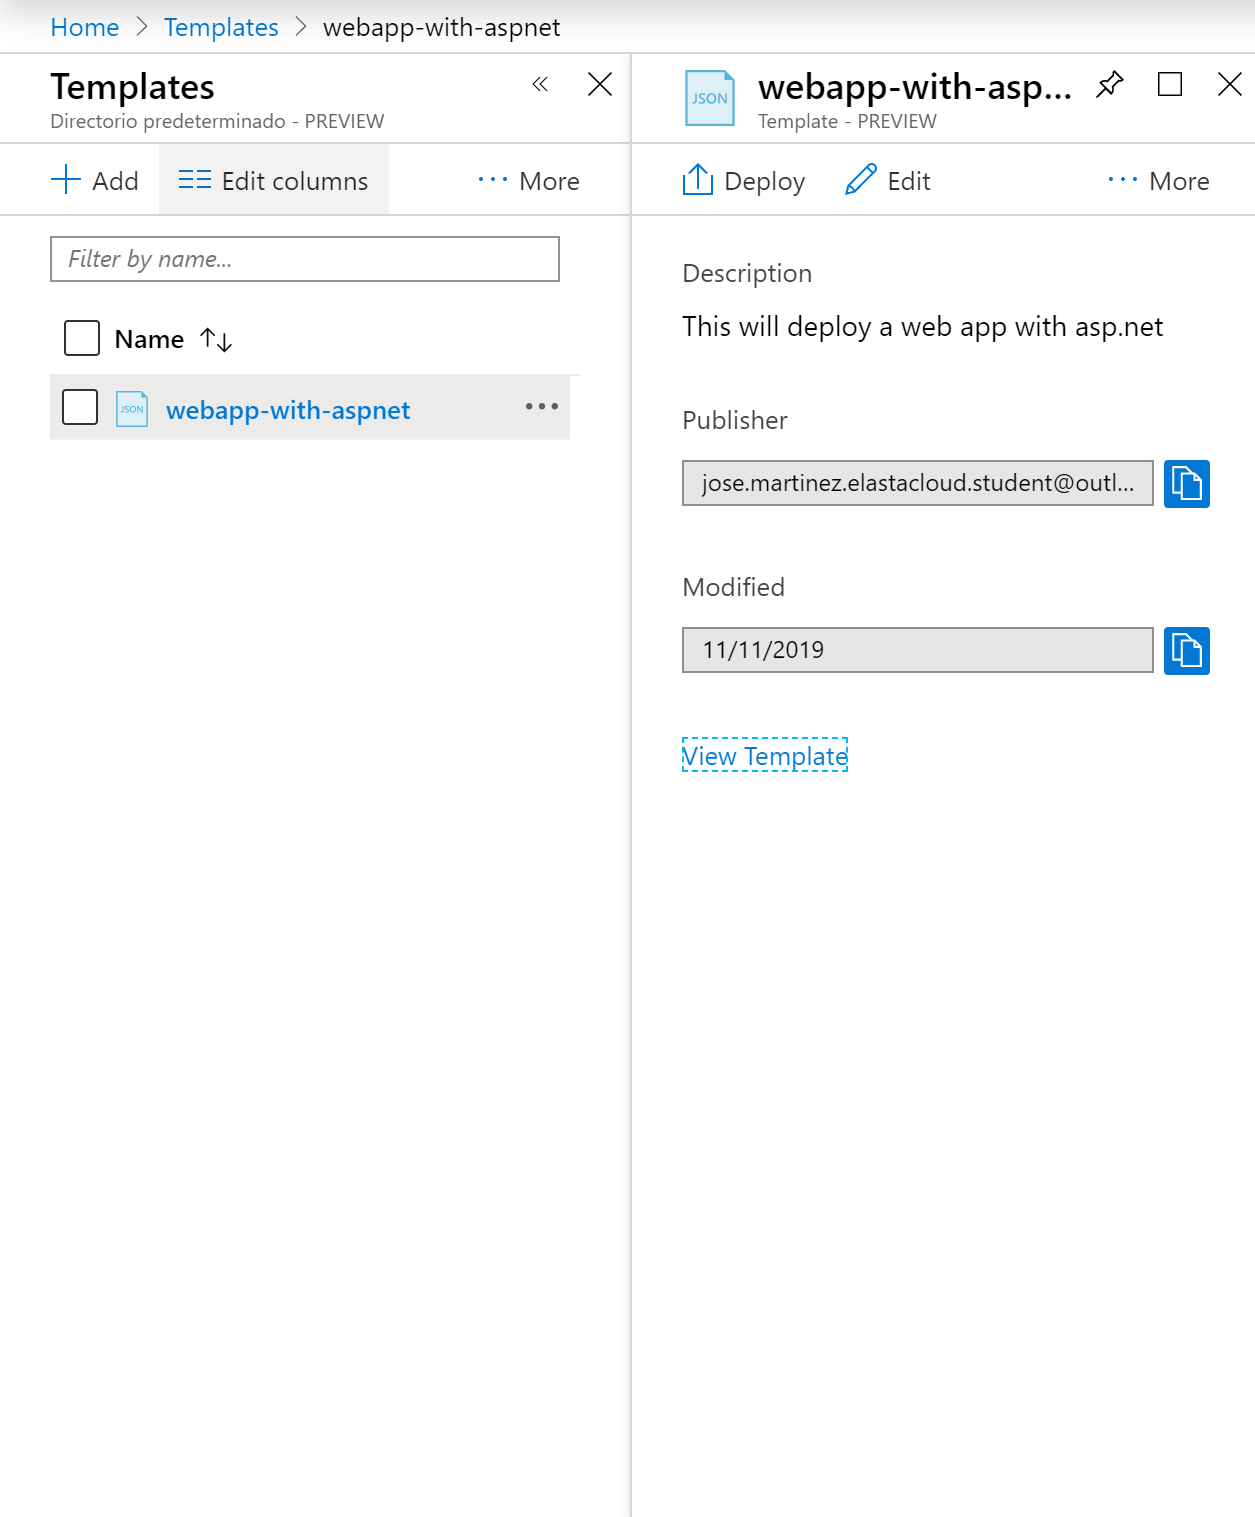 Home > Templates > webapp-with-aspnet
Templates
Directorio predeterminado - PREVIEW
Add
Edit columns
More
Filter by name...
Name
JSON
webapp-with-aspnet
JSON
webapp-with-asp...
Template - PREVIEW
Deploy
Edit
More
Description
This will deploy a web app with asp.net
Publisher
jose.martinez.elastacloud.student@outl...
Modified
11/11/2019
View Template